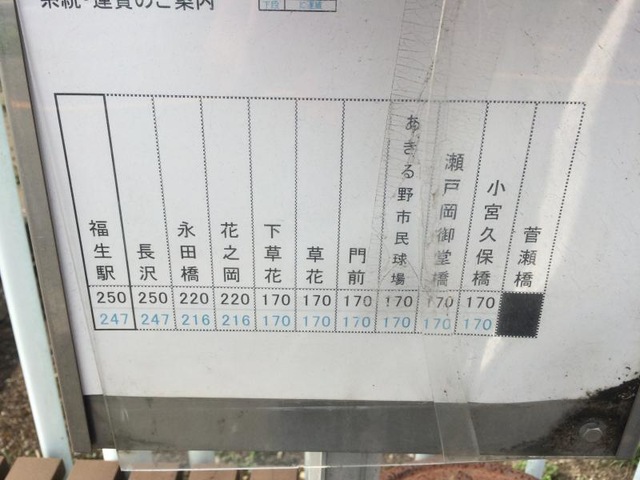 系統・運賃のご案内
福生駅
長沢
永田橋
花之岡
下草花
草花
門前
あきる野市民球場
瀬戸岡御堂橋
小宮久保橋
菅瀬橋
250 250 220 220 170 170 170 170 170 170
247 247 216 216 170 170 170 170 170 170